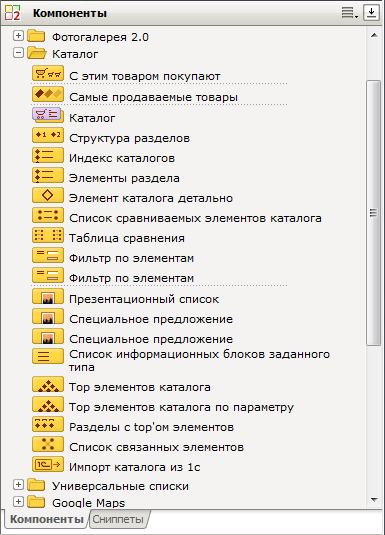 Компоненты
Фотогалерея 2.0
Каталог
С этим товаром покупают
Самые продаваемые товары
Каталог
Структура разделов
Индекс каталогов
Элементы раздела
Элемент каталога детально
Список сравниваемых элементов каталога
Таблица сравнения
Фильтр по элементам
Фильтр по элементам
Презентационный список
Специальное предложение
Специальное предложение
Список информационных блоков заданного
типа
Top элементов каталога
Top элементов каталога по параметру
Разделы с top'ом элементов
Список связанных элементов
Импорт каталога из 1с
Универсальные списки
Google Maps
Компоненты Сниппеты